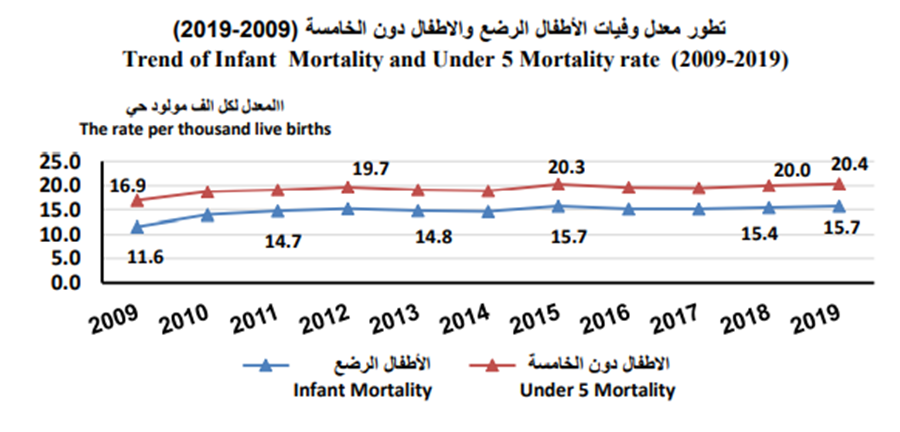 تطور معدل وفيات الأطفال الرضع والاطفال دون الخامسة (2009-2019)
Trend of Infant Mortality and Under 5 Mortality rate (2009-2019)
االمعدل لكل الف مولود حي
The rate per thousand live births
25.0
20.0
15.0
10.0
5.0
0.0
16.9
19.7
20.3
20.0
20.4
11.6
14.7
14.8
15.7
15.4
15.7
2009 2010 2011 2012 2013 2014 2015 2016 2017 2018 2019
الأطفال الرضع
Infant Mortality
الاطفال دون الخامسة
Under 5 Mortality